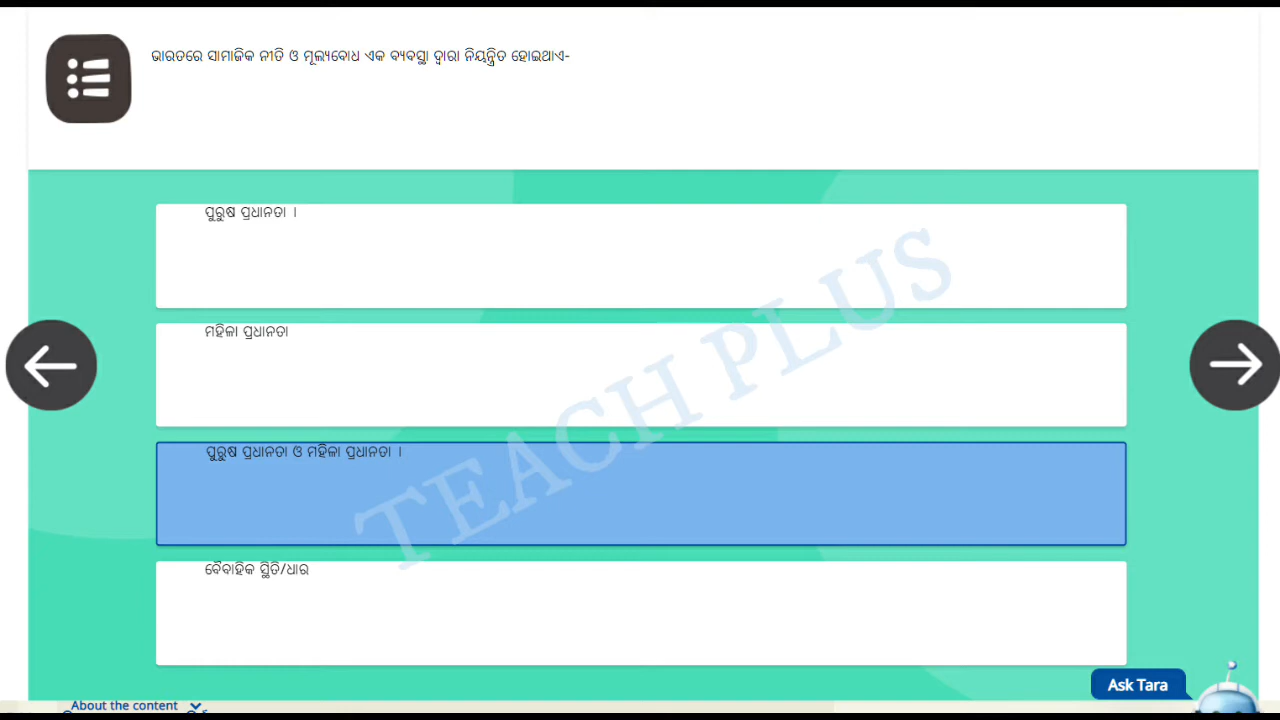 ଭାରତରେ ସାମାଜିକ ନୀତି ଓ ମୂଲ୍ୟବୋଧ ଏକ ବ୍ୟବସ୍ଥା ଦ୍ୱାରା ନିୟନ୍ତ୍ରିତ ହୋଇଥାଏ-
ପୁରୁଷ ପ୍ରଧାନତା ।
ମହିଳା ପ୍ରଧାନତା
ପୁରୁଷ ପ୍ରଧାନତା ଓ ମହିଳା ପ୍ରଧାନତା ।
ବୈବାହିକ ସ୍ଥିତି/ଧାର
TEACH PLUS
Ask Tara
About the content